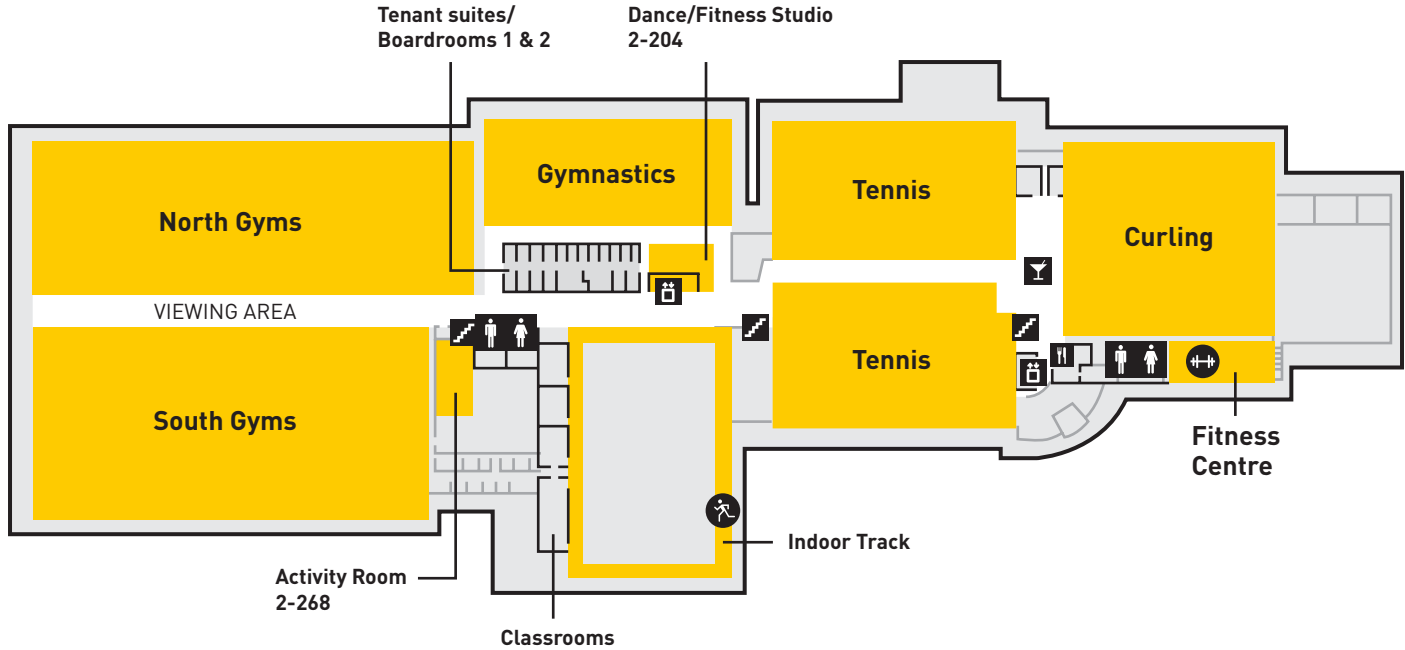 Tenant suites/
Boardrooms 1 & 2
Dance/Fitness Studio
2-204
Gymnastics
Tennis
North Gyms
Curling
VIEWING AREA
Tennis
South Gyms
Fitness
Centre
Indoor Track
Activity Room
2-268
Classrooms